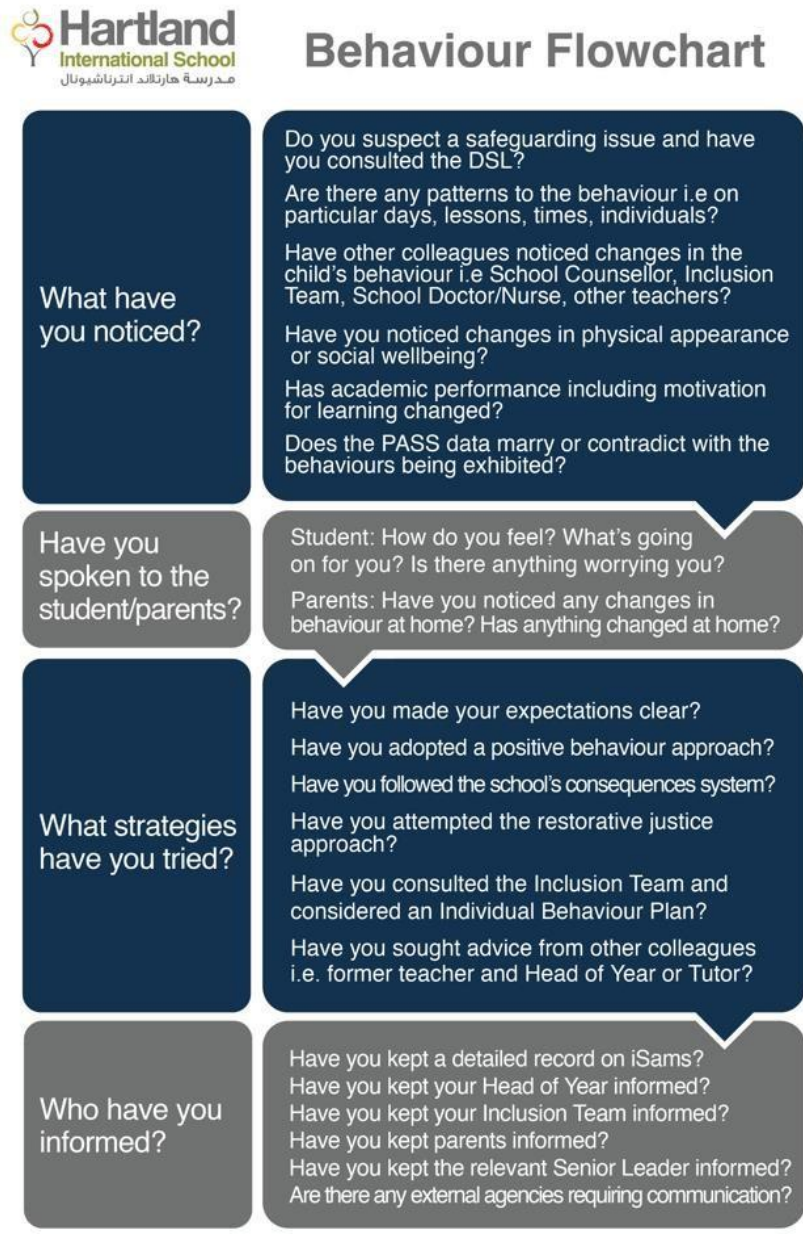 Hartland
International School
مدرسة هارتلاند انترناشيونال
Behaviour Flowchart
What have
you noticed?
Do you suspect a safeguarding issue and have
you consulted the DSL?
Are there any patterns to the behaviour i.e on
particular days, lessons, times, individuals?
Have other colleagues noticed changes in the
child's behaviour i.e School Counsellor, Inclusion
Team, School Doctor/Nurse, other teachers?
Have you noticed changes in physical appearance
or social wellbeing?
Has academic performance including motivation
for learning changed?
Does the PASS data marry or contradict with the
behaviours being exhibited?
Have you
spoken to the
student/parents?
Student: How do you feel? What's going
on for you? Is there anything worrying you?
Parents: Have you noticed any changes in
behaviour at home? Has anything changed at home?
What strategies
have you tried?
Have you made your expectations clear?
Have you adopted a positive behaviour approach?
Have you followed the school's consequences system?
Have you attempted the restorative justice
approach?
Have you consulted the Inclusion Team and
considered an Individual Behaviour Plan?
Have you sought advice from other colleagues
i.e. former teacher and Head of Year or Tutor?
Who have you
informed?
Have you kept a detailed record on iSams?
Have you kept your Head of Year informed?
Have you kept your Inclusion Team informed?
Have you kept parents informed?
Have you kept the relevant Senior Leader informed?
Are there any external agencies requiring communication?